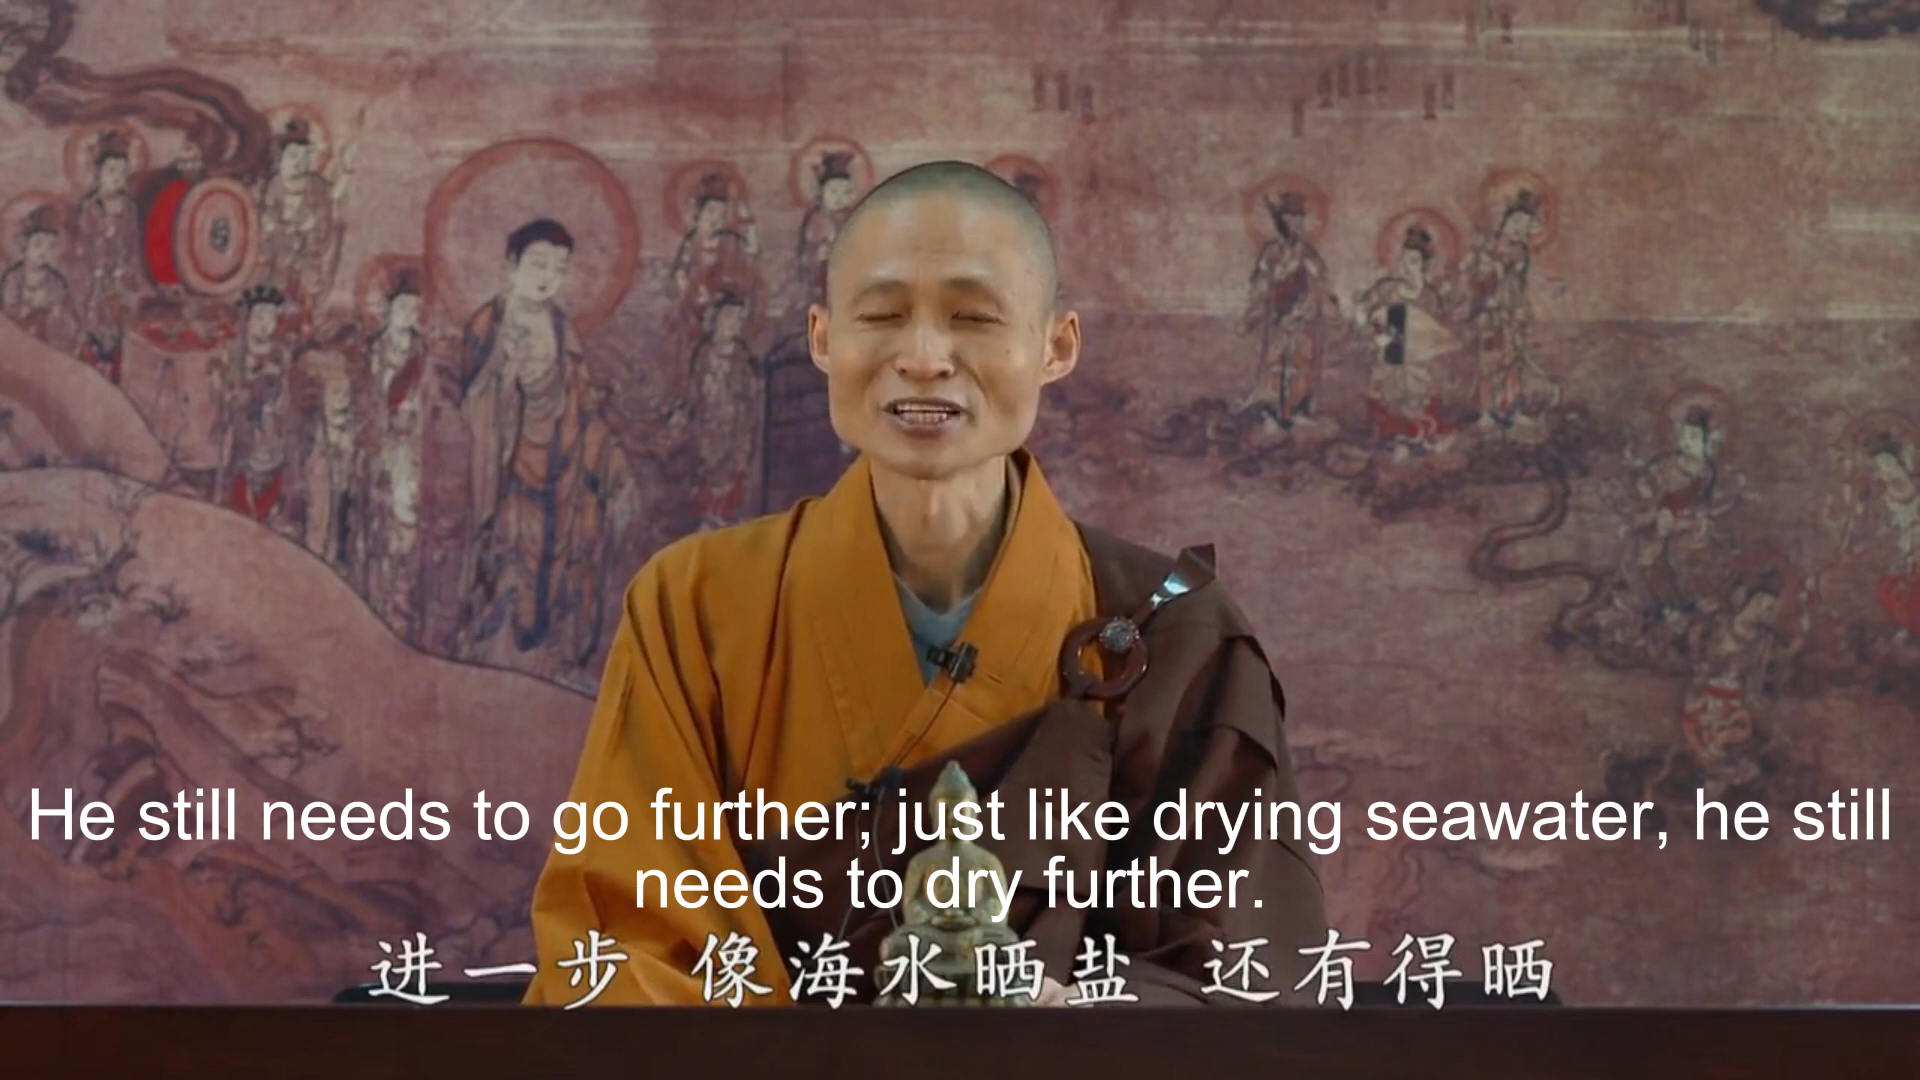 He still needs to go further; just like drying seawater, he still
needs to dry further.
进一步 像海水晒盐 还有得晒